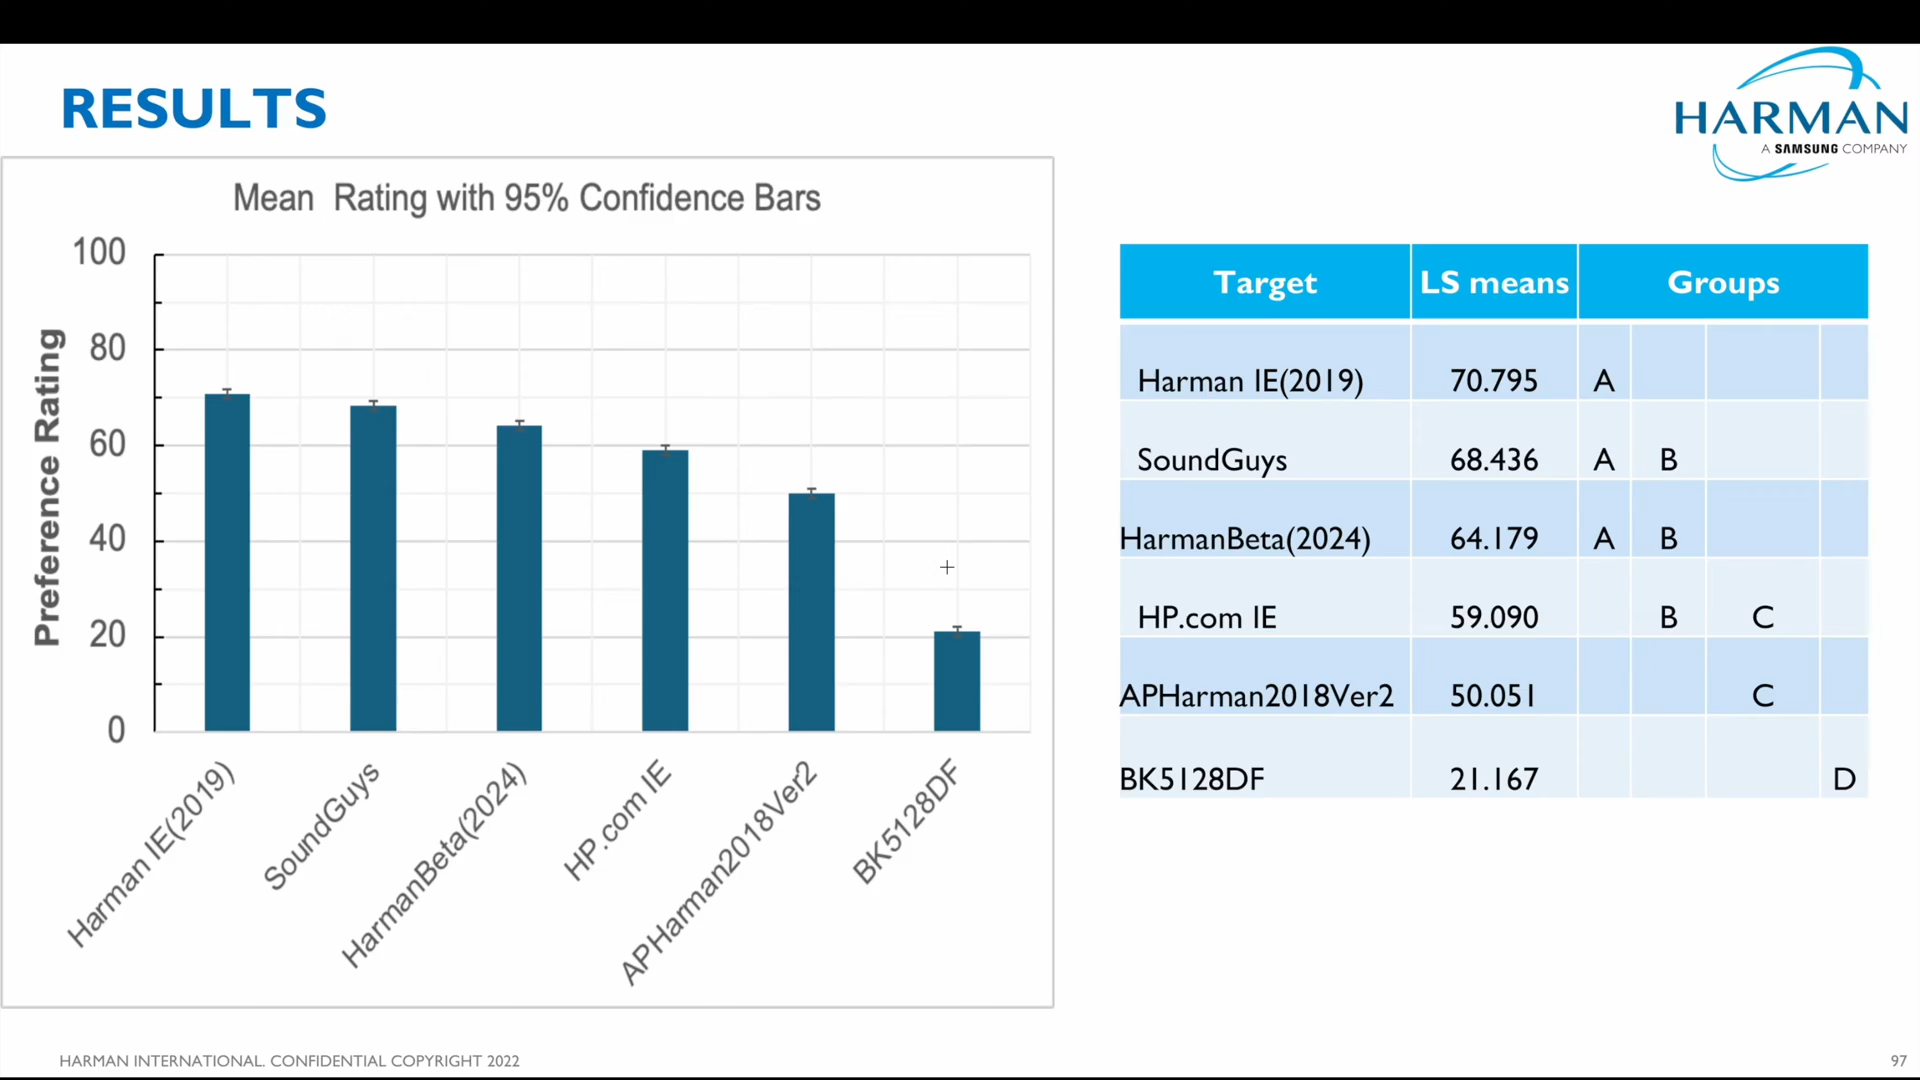 RESULTS
HARMAN
A SAMSUNG COMPANY
Mean Rating with 95% Confidence Bars
Preference Rating
100
80
60
40
20
0
Harman IE(2019)
SoundGuys
HarmanBeta(2024)
HP.com IE
APHarman2018Ver2
BK5128DF
Target LS means Groups
Harman IE(2019) 70.795 A
SoundGuys 68.436 A B
HarmanBeta(2024) 64.179 A B
HP.com IE 59.090 B C
APHarman2018Ver2 50.051 C
BK5128DF 21.167 D
HARMAN INTERNATIONAL. CONFIDENTIAL COPYRIGHT 2022
97